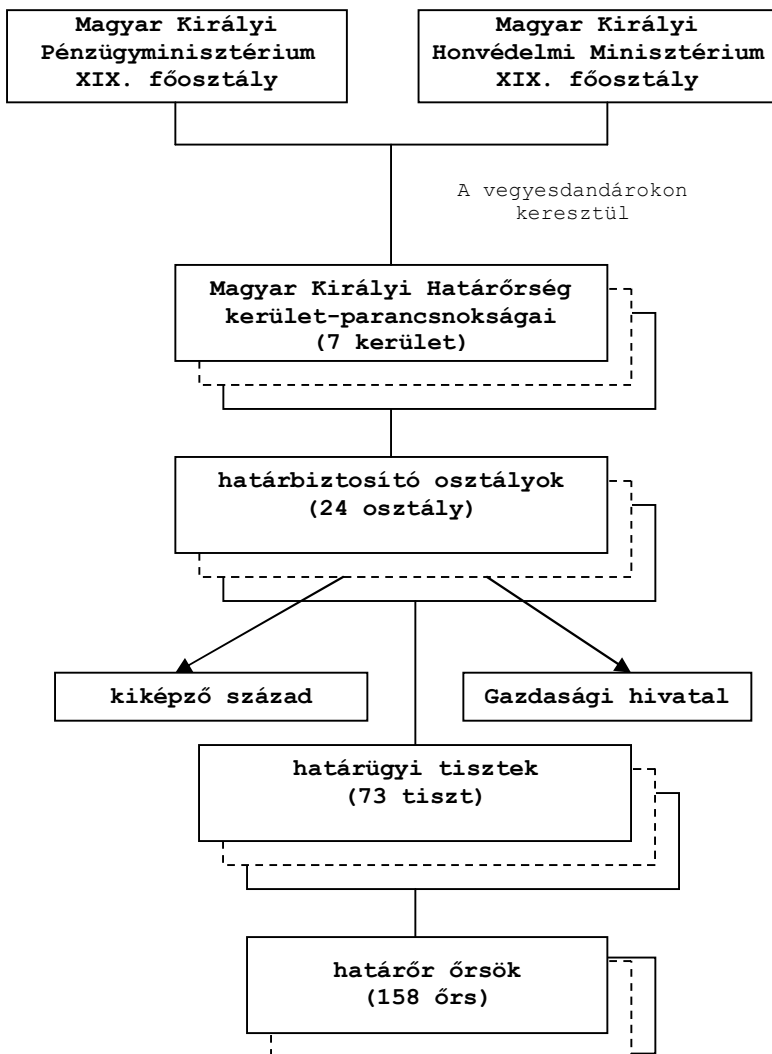 Magyar Királyi
Pénzügyminisztérium
XIX. főosztály
Magyar Királyi
Honvédelmi Minisztérium
XIX. főosztály
A vegyesdandárokon
keresztül
Magyar Királyi Határőrség
kerület-parancsnokságai
(7 kerület)
határbiztosító osztályok
(24 osztály)
kiképző század
Gazdasági hivatal
határügyi tisztek
(73 tiszt)
határőr őrsök
(158 őrs)